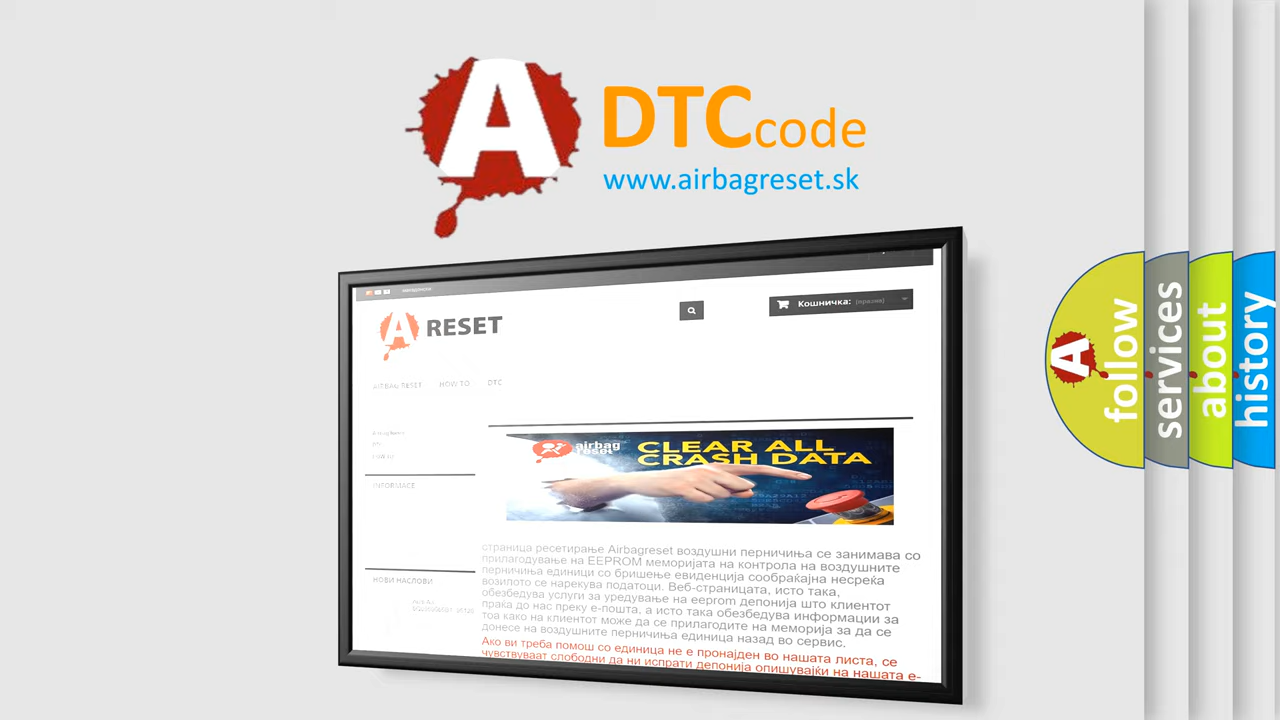 A
DTC code
www.airbagreset.sk
A RESET
Кошничка: (празно)
AIRBAG RESET HOW TO DTC
airbag reset
CLEAR ALL
CRASH DATA
INFORMACE
НОВИ НАСЛОВИ
страница ресетирање Airbagreset воздушни перничиња се занимава со
прилагодување на EEPROM меморијата на контрола на воздушните
перничиња единици со бришење евиденција сообраќајна несреќа
возилото се нарекува податоци. Веб-страницата, исто така,
обезбедува услуги за уредување на eeprom депонија што клиентот
праќа до нас преку е-пошта, а исто така обезбедува информации за
тоа како на клиентот може да се прилагодите на меморија за да се
донесе на воздушните перничиња единица назад во сервис.
Ако ви треба помош со единица не е пронајден во нашата листа, се
чувствуваат слободни да ни испрати депонија опишувајќи на нашата е-
A
follow
services
about
history